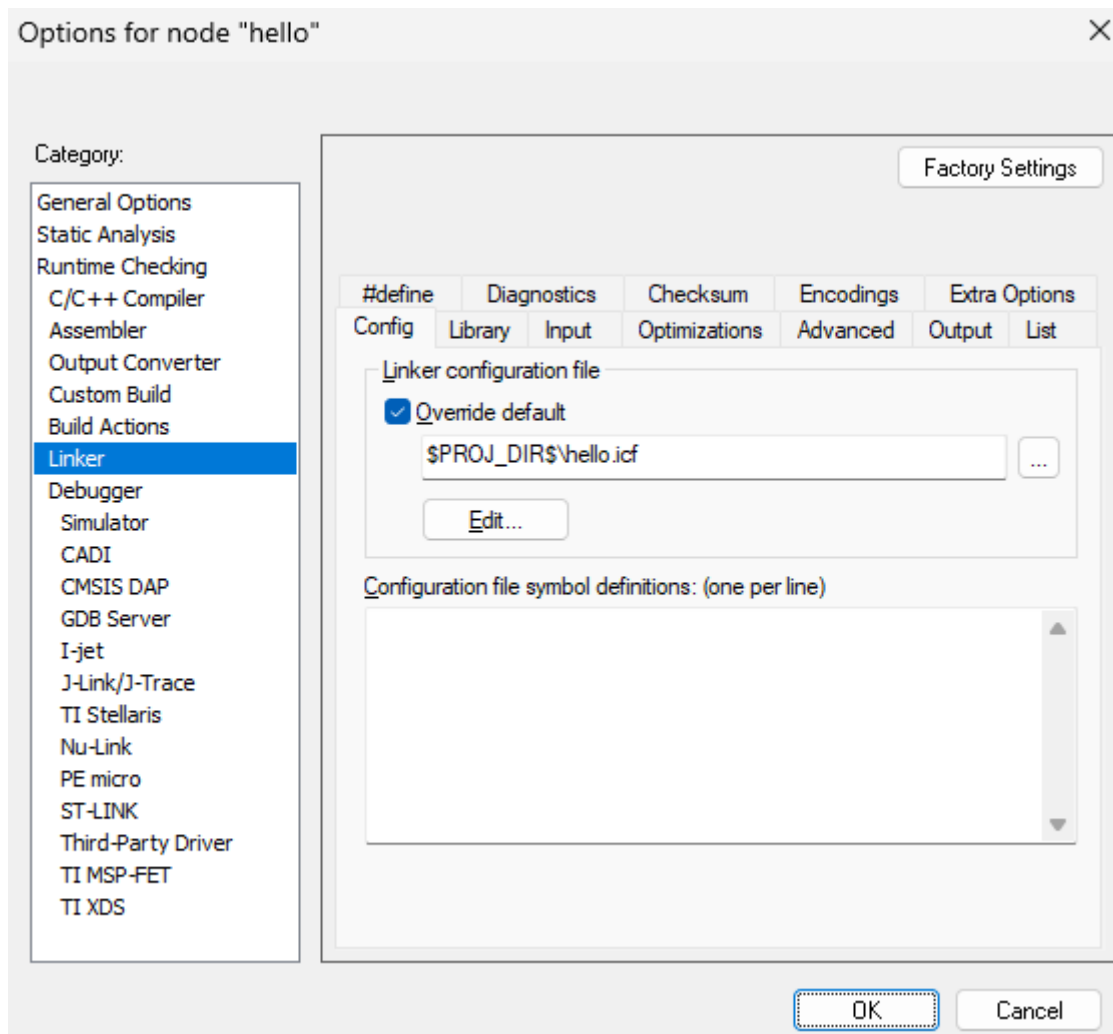 Options for node "hello"
Category:
General Options
Static Analysis
Runtime Checking
C/C++ Compiler
Assembler
Output Converter
Custom Build
Build Actions
Linker
Debugger
Simulator
CADI
CMSIS DAP
GDB Server
I-jet
J-Link/J-Trace
TI Stellaris
Nu-Link
PE micro
ST-LINK
Third-Party Driver
TI MSP-FET
TI XDS
Factory Settings
#define Diagnostics Checksum Encodings Extra Options
Config Library Input Optimizations Advanced Output List
Linker configuration file
Override default
$PROJ_DIR$\hello.icf
...
Edit...
Configuration file symbol definitions: (one per line)
OK Cancel